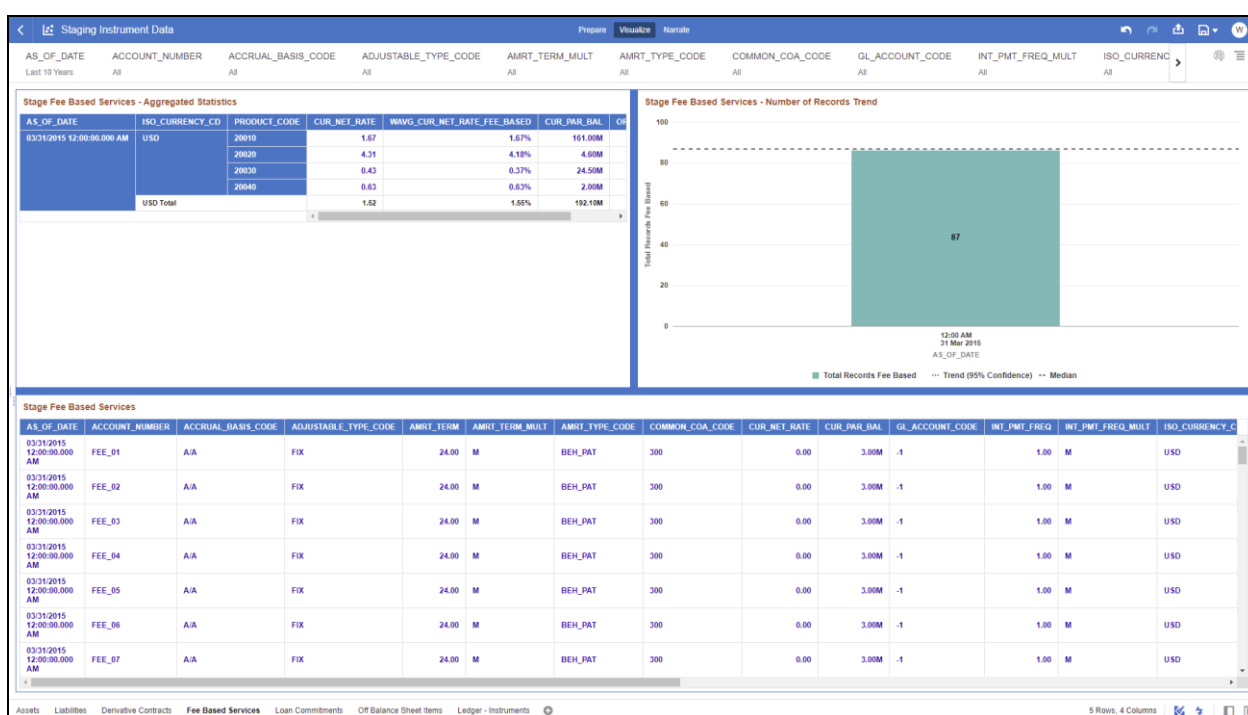 Staging Instrument Data Prepare Visualize Narrate W
AS_OF_DATE ACCOUNT_NUMBER ACCRUAL_BASIS_CODE ADJUSTABLE_TYPE_CODE AMRT_TERM_MULT AMRT_TYPE_CODE COMMON_COA_CODE GL_ACCOUNT_CODE INT_PMT_FREQ_MULT ISO_CURRENC
Last 10 Years All All All All All All All All All
Stage Fee Based Services - Aggregated Statistics
AS_OF_DATE ISO_CURRENCY_CD PRODUCT_CODE CUR_NET_RATE WAVG_CUR_NET_RATE_FEE_BASED CUR_PAR_BAL OR
03/31/2015 12:00:00.000 AM USD 20010 1.67 1.67% 161.00M
20020 4.31 4.18% 4.60M
20030 0.43 0.37% 24.50M
20040 0.63 0.63% 2.00M
USD Total 1.52 1.55% 192.10M
Stage Fee Based Services - Number of Records Trend
Total Records Fee Based
100
80
60
40
20
0
87
12:00 AM
31 Mar 2015
AS_OF_DATE
Total Records Fee Based Trend (95% Confidence) Median
Stage Fee Based Services
AS_OF_DATE ACCOUNT_NUMBER ACCRUAL_BASIS_CODE ADJUSTABLE_TYPE_CODE AMRT_TERM AMRT_TERM_MULT AMRT_TYPE_CODE COMMON_COA_CODE CUR_NET_RATE CUR_PAR_BAL GL_ACCOUNT_CODE INT_PMT_FREQ INT_PMT_FREQ_MULT ISO_CURRENCY_C
03/31/2015
12:00:00.000 FEE_01 A/A FIX 24.00 M BEH_PAT 300 0.00 3.00M -1 1.00 M USD
AM
03/31/2015
12:00:00.000 FEE_02 A/A FIX 24.00 M BEH_PAT 300 0.00 3.00M -1 1.00 M USD
AM
03/31/2015
12:00:00.000 FEE_03 A/A FIX 24.00 M BEH_PAT 300 0.00 3.00M -1 1.00 M USD
AM
03/31/2015
12:00:00.000 FEE_04 A/A FIX 24.00 M BEH_PAT 300 0.00 3.00M -1 1.00 M USD
AM
03/31/2015
12:00:00.000 FEE_05 A/A FIX 24.00 M BEH_PAT 300 0.00 3.00M -1 1.00 M USD
AM
03/31/2015
12:00:00.000 FEE_06 A/A FIX 24.00 M BEH_PAT 300 0.00 3.00M -1 1.00 M USD
AM
03/31/2015
12:00:00.000 FEE_07 A/A FIX 24.00 M BEH_PAT 300 0.00 3.00M -1 1.00 M USD
AM
Assets Liabilities Derivative Contracts Fee Based Services Loan Commitments Off Balance Sheet Items Ledger - Instruments 5 Rows, 4 Columns